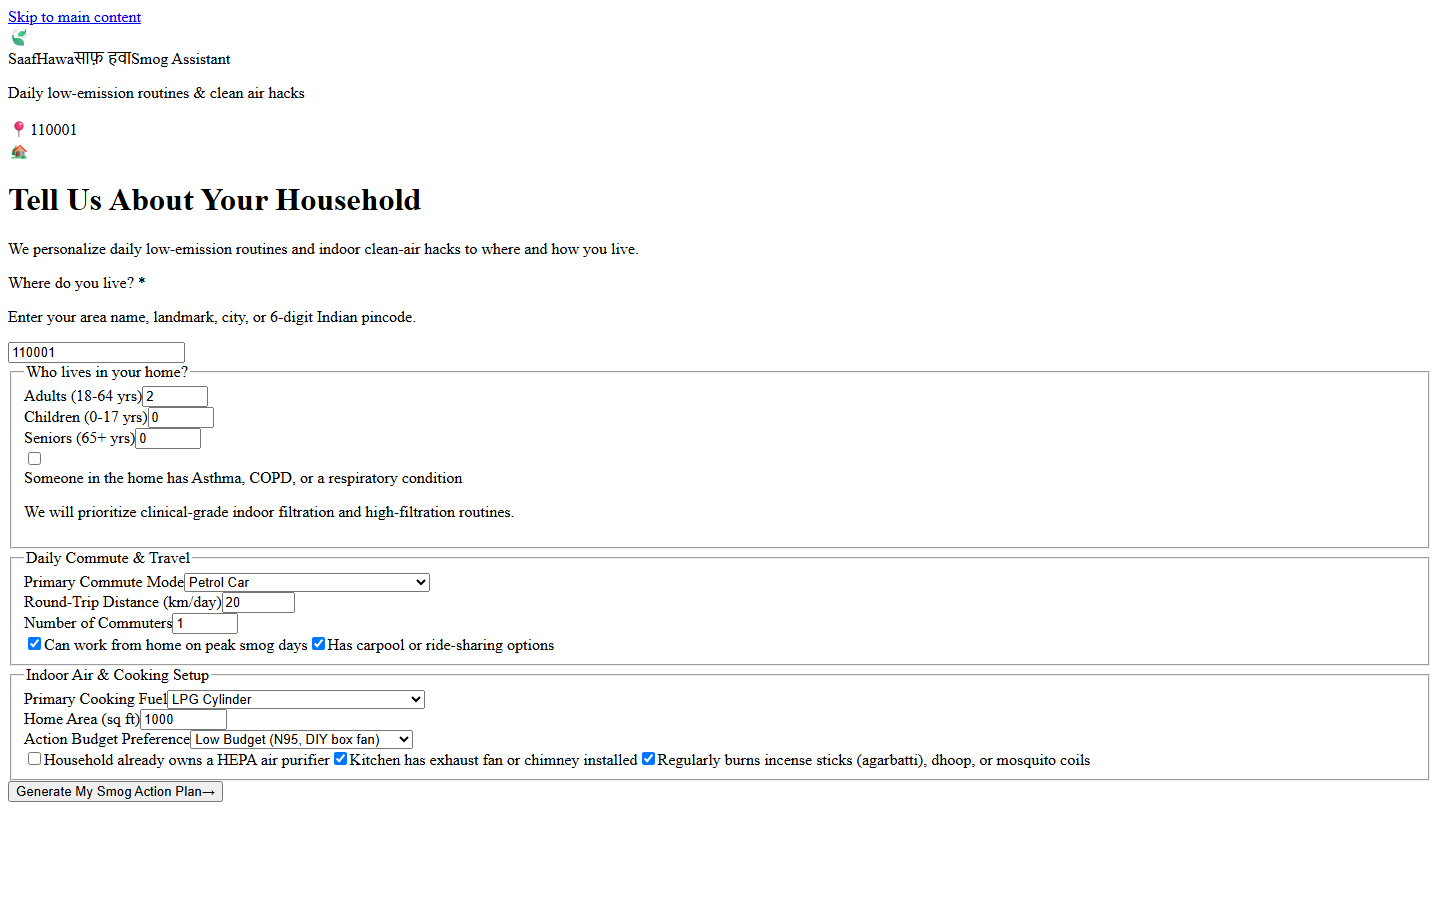 Skip to main content
SaafHawaसाफ़ हवाSmog Assistant
Daily low-emission routines & clean air hacks
110001
Tell Us About Your Household
We personalize daily low-emission routines and indoor clean-air hacks to where and how you live.
Where do you live? *
Enter your area name, landmark, city, or 6-digit Indian pincode.
110001
Who lives in your home?
Adults (18-64 yrs) 2
Children (0-17 yrs) 0
Seniors (65+ yrs) 0
Someone in the home has Asthma, COPD, or a respiratory condition
We will prioritize clinical-grade indoor filtration and high-filtration routines.
Daily Commute & Travel
Primary Commute Mode Petrol Car
Round-Trip Distance (km/day) 20
Number of Commuters 1
Can work from home on peak smog days Has carpool or ride-sharing options
Indoor Air & Cooking Setup
Primary Cooking Fuel LPG Cylinder
Home Area (sq ft) 1000
Action Budget Preference Low Budget (N95, DIY box fan)
Household already owns a HEPA air purifier Kitchen has exhaust fan or chimney installed Regularly burns incense sticks (agarbatti), dhoop, or mosquito coils
Generate My Smog Action Plan→